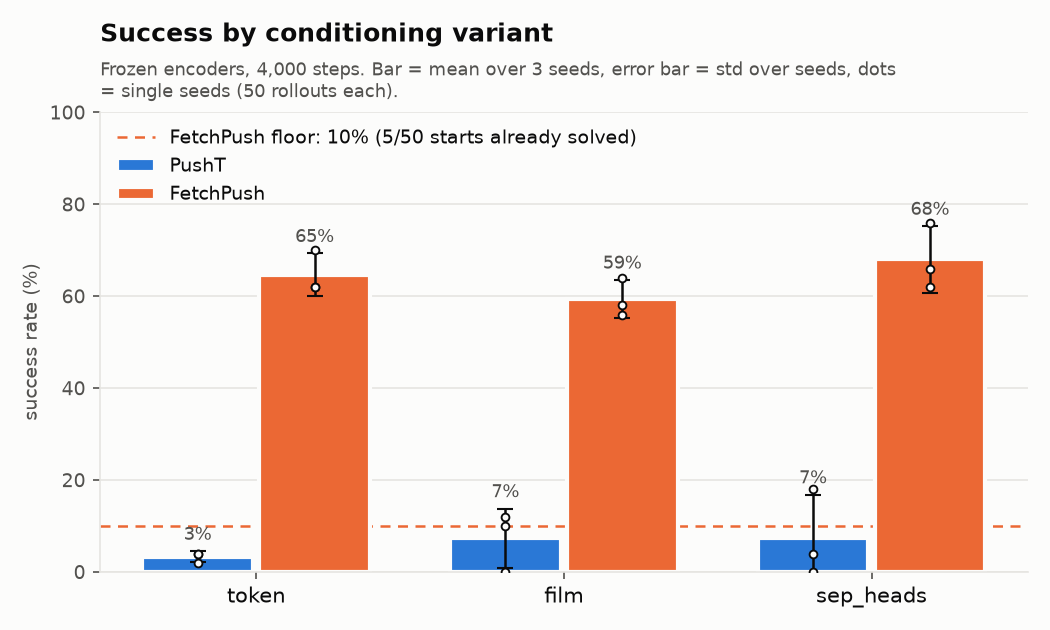 Success by conditioning variant
Frozen encoders, 4,000 steps. Bar = mean over 3 seeds, error bar = std over seeds, dots
= single seeds (50 rollouts each).
FetchPush floor: 10% (5/50 starts already solved)
PushT
FetchPush
success rate (%)
100
80
60
40
20
0
3%
65%
7%
59%
7%
68%
token
film
sep_heads